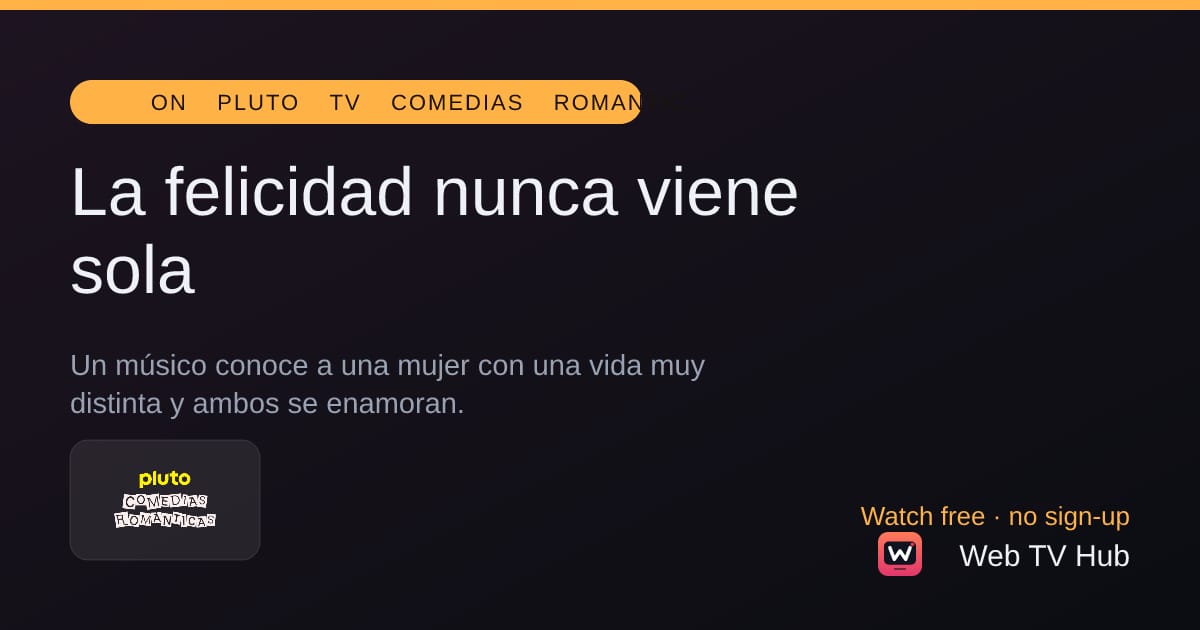 ON PLUTO TV COMEDIAS ROMAN
La felicidad nunca viene
sola
Un músico conoce a una mujer con una vida muy
distinta y ambos se enamoran.
pluto
COMEDIAS
ROMANTICAS
Watch free · no sign-up
W
Web TV Hub